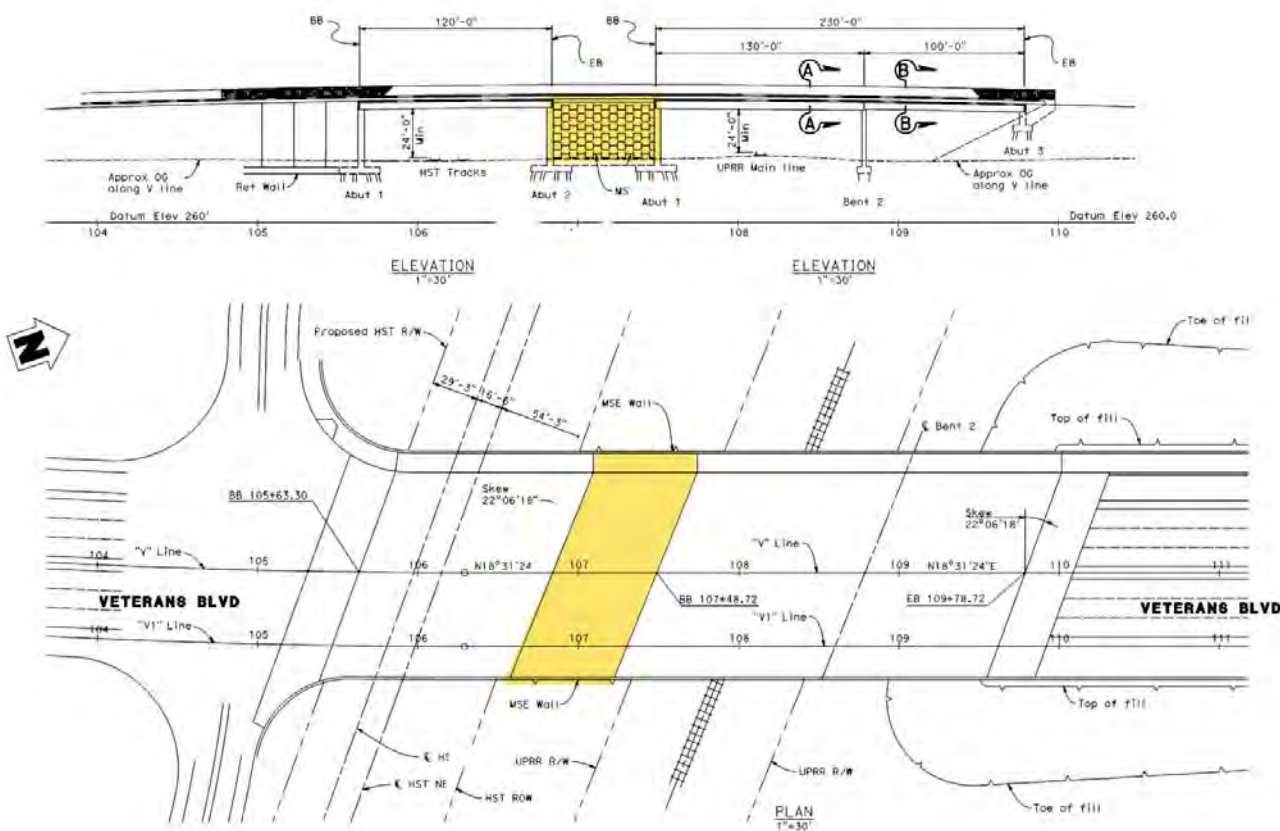 BB
120'-0"
EB
BB
230'-0"
130'-0"
100'-0"
EB
A
B
24'-0"
Min
24'-0"
Min
A
B
Approx OG
along V line
Ret Wall
Abut 1
HST Tracks
Abut 2
MS
Abut 1
UPRR Main line
Bent 2
Approx OG
along V line
Abut 3
Datum Elev 260'
Datum Elev 260.0
104
105
106
108
109
110
ELEVATION
1"=30'
ELEVATION
1"=30'
N
Proposed HST R/W
29'-3"
16'-6"
54'-3"
MSE Wall
℄ Bent 2
Toe of fil
Top of fill
BB 105+63.30
Skew
22°06'18"
Skew
22°06'18'
"V" Line
104
105
106
N18°31'24
107
"V" Line
108
109
N18°31'24"E
110
111
VETERANS BLVD
BB 107+48.72
EB 109+78.72
VETERANS BLVD
104
"V1" Line
105
106
107
108
"V1" Line
109
110
111
MSE Wall
Top of fill
℄ HS
℄ HST NE
HST ROW
UPRR R/W
UPRR R/W
Toe of fill
PLAN
1"=30'